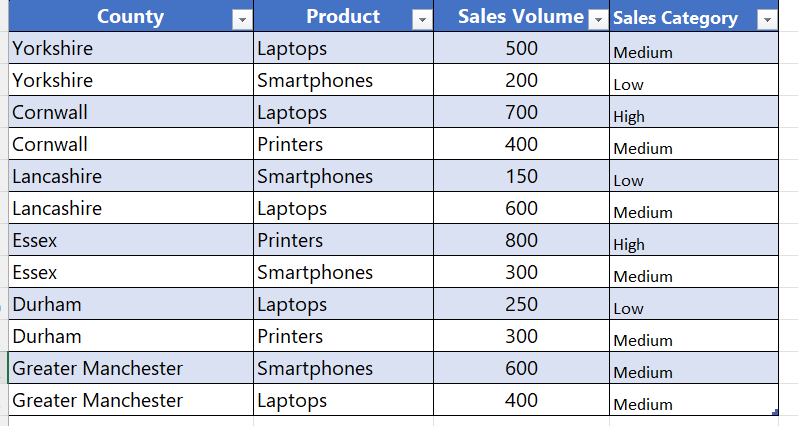 County Product Sales Volume Sales Category
Yorkshire Laptops 500 Medium
Yorkshire Smartphones 200 Low
Cornwall Laptops 700 High
Cornwall Printers 400 Medium
Lancashire Smartphones 150 Low
Lancashire Laptops 600 Medium
Essex Printers 800 High
Essex Smartphones 300 Medium
Durham Laptops 250 Low
Durham Printers 300 Medium
Greater Manchester Smartphones 600 Medium
Greater Manchester Laptops 400 Medium